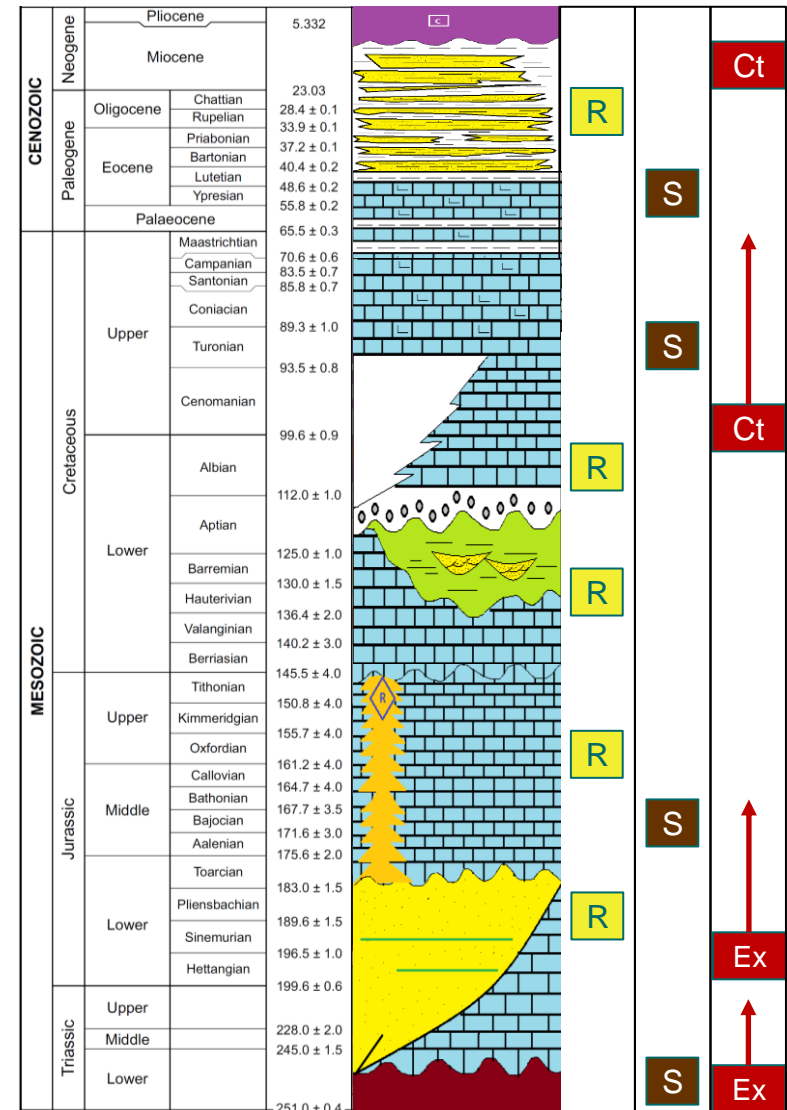 CENOZOIC
Neogene
Pliocene
5.332
c
Miocene
Ct
23.03
Paleogene
Oligocene
Chattian
28.4 ± 0.1
R
Rupelian
33.9 ± 0.1
Eocene
Priabonian
37.2 ± 0.1
Bartonian
40.4 ± 0.2
Lutetian
48.6 ± 0.2
S
Ypresian
55.8 ± 0.2
Palaeocene
65.5 ± 0.3
MESOZOIC
Cretaceous
Upper
Maastrichtian
70.6 ± 0.6
Campanian
83.5 ± 0.7
Santonian
85.8 ± 0.7
Coniacian
89.3 ± 1.0
S
Turonian
93.5 ± 0.8
Cenomanian
99.6 ± 0.9
Ct
Lower
Albian
R
112.0 ± 1.0
Aptian
125.0 ± 1.0
Barremian
130.0 ± 1.5
R
Hauterivian
136.4 ± 2.0
Valanginian
140.2 ± 3.0
Berriasian
145.5 ± 4.0
Jurassic
Upper
Tithonian
R
150.8 ± 4.0
Kimmeridgian
155.7 ± 4.0
Oxfordian
R
161.2 ± 4.0
Middle
Callovian
164.7 ± 4.0
Bathonian
167.7 ± 3.5
S
Bajocian
171.6 ± 3.0
Aalenian
175.6 ± 2.0
Lower
Toarcian
183.0 ± 1.5
Pliensbachian
R
189.6 ± 1.5
Sinemurian
196.5 ± 1.0
Ex
Hettangian
199.6 ± 0.6
Triassic
Upper
228.0 ± 2.0
Middle
245.0 ± 1.5
Lower
S
Ex
251.0 ± 0.4